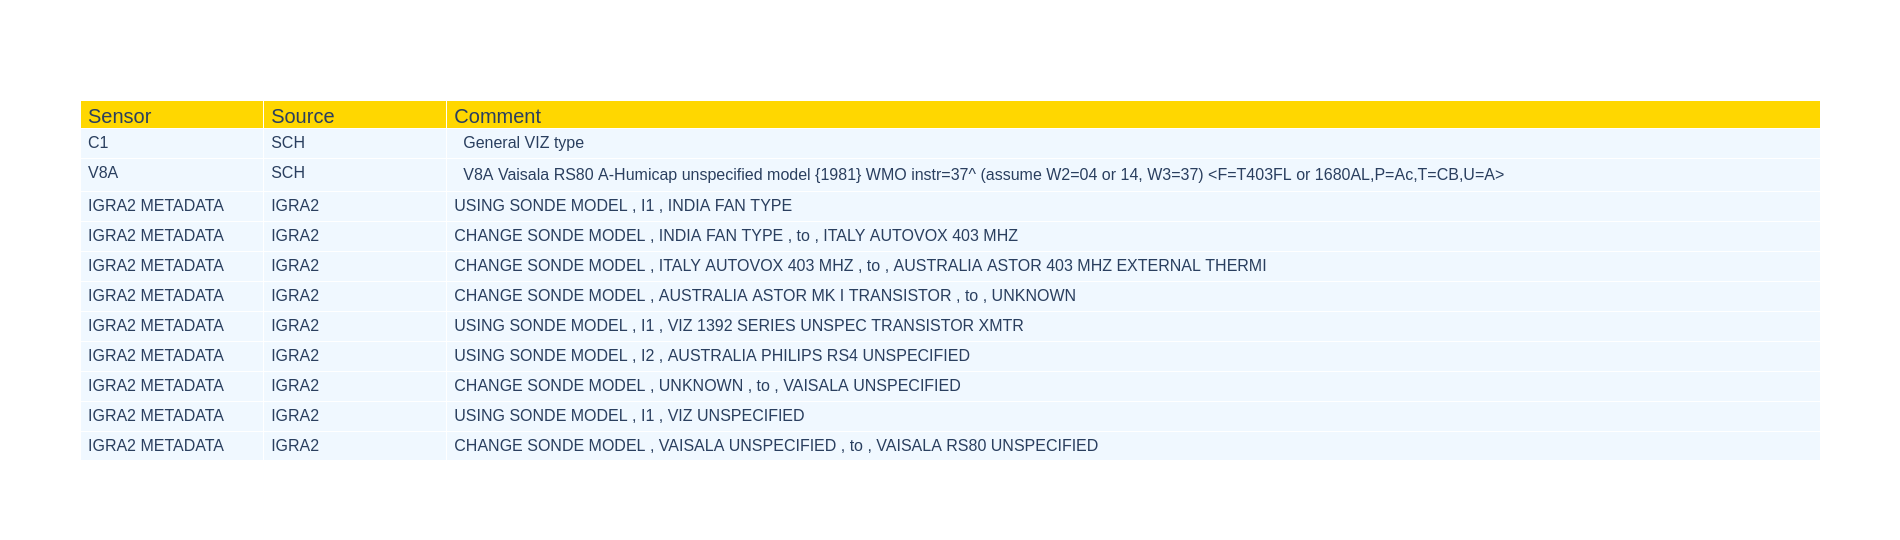 Sensor Source Comment
C1 SCH General VIZ type
V8A SCH V8A Vaisala RS80 A-Humicap unspecified model {1981} WMO instr=37^ (assume W2=04 or 14, W3=37) <F=T403FL or 1680AL,P=Ac,T=CB,U=A>
IGRA2 METADATA IGRA2 USING SONDE MODEL , I1 , INDIA FAN TYPE
IGRA2 METADATA IGRA2 CHANGE SONDE MODEL , INDIA FAN TYPE , to , ITALY AUTOVOX 403 MHZ
IGRA2 METADATA IGRA2 CHANGE SONDE MODEL , ITALY AUTOVOX 403 MHZ , to , AUSTRALIA ASTOR 403 MHZ EXTERNAL THERMI
IGRA2 METADATA IGRA2 CHANGE SONDE MODEL , AUSTRALIA ASTOR MK I TRANSISTOR , to , UNKNOWN
IGRA2 METADATA IGRA2 USING SONDE MODEL , I1 , VIZ 1392 SERIES UNSPEC TRANSISTOR XMTR
IGRA2 METADATA IGRA2 USING SONDE MODEL , I2 , AUSTRALIA PHILIPS RS4 UNSPECIFIED
IGRA2 METADATA IGRA2 CHANGE SONDE MODEL , UNKNOWN , to , VAISALA UNSPECIFIED
IGRA2 METADATA IGRA2 USING SONDE MODEL , I1 , VIZ UNSPECIFIED
IGRA2 METADATA IGRA2 CHANGE SONDE MODEL , VAISALA UNSPECIFIED , to , VAISALA RS80 UNSPECIFIED